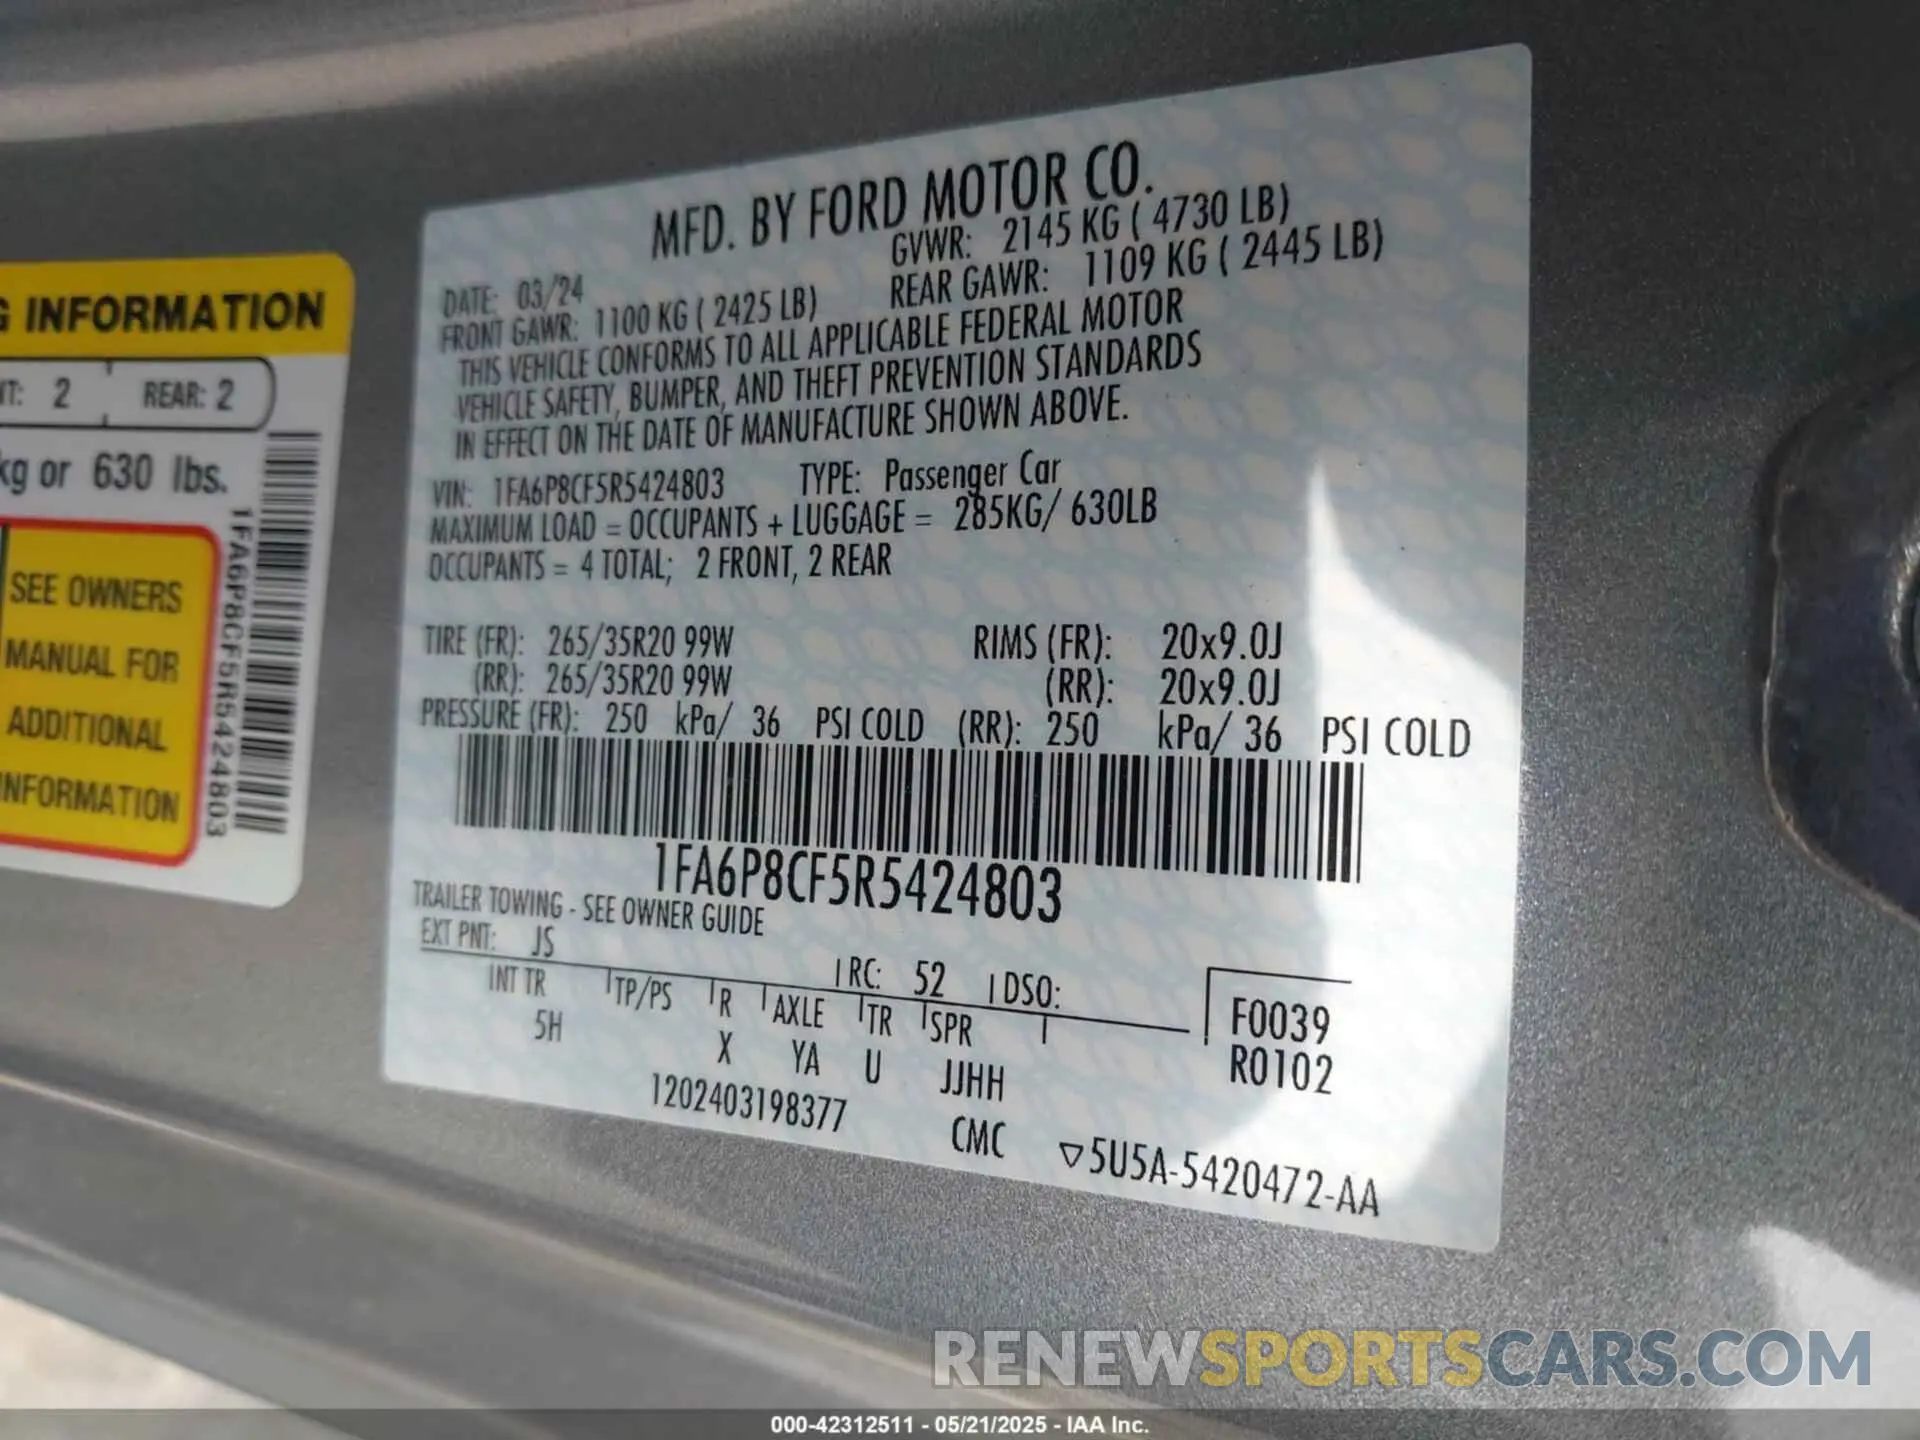 G INFORMATION
NT: 2 REAR: 2
kg or 630 lbs.
SEE OWNERS
MANUAL FOR
ADDITIONAL
INFORMATION
1FA6P8CF5R5424803
MFD. BY FORD MOTOR CO.
DATE: 03/24 GVWR: 2145 KG ( 4730 LB)
FRONT GAWR: 1100 KG ( 2425 LB) REAR GAWR: 1109 KG ( 2445 LB)
THIS VEHICLE CONFORMS TO ALL APPLICABLE FEDERAL MOTOR
VEHICLE SAFETY, BUMPER, AND THEFT PREVENTION STANDARDS
IN EFFECT ON THE DATE OF MANUFACTURE SHOWN ABOVE.
VIN: 1FA6P8CF5R5424803 TYPE: Passenger Car
MAXIMUM LOAD = OCCUPANTS + LUGGAGE = 285KG/ 630LB
OCCUPANTS = 4 TOTAL; 2 FRONT, 2 REAR
TIRE (FR): 265/35R20 99W RIMS (FR): 20x9.0J
(RR): 265/35R20 99W (RR): 20x9.0J
PRESSURE (FR): 250 kPa/ 36 PSI COLD (RR): 250 kPa/ 36 PSI COLD
1FA6P8CF5R5424803
TRAILER TOWING - SEE OWNER GUIDE
EXT PNT: JS RC: 52 DSO:
INT TR TP/PS R AXLE TR SPR F0039
5H X YA U JJHH R0102
1202403198377 CMC ▽5U5A-5420472-AA
RENEWSPORTSCARS.COM
000-42312511 - 05/21/2025 - IAA Inc.